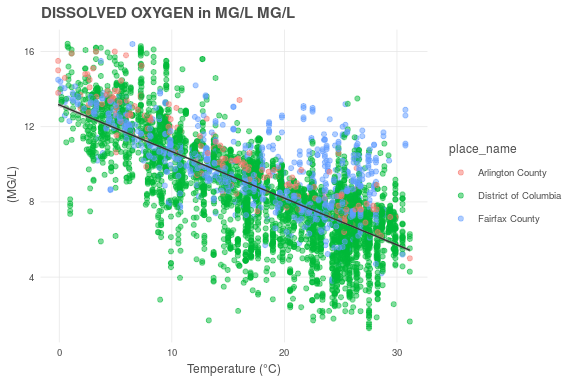 DISSOLVED OXYGEN in MG/L MG/L
16
12
8
4
(MG/L)
0
10
20
30
Temperature (°C)
place_name
Arlington County
District of Columbia
Fairfax County